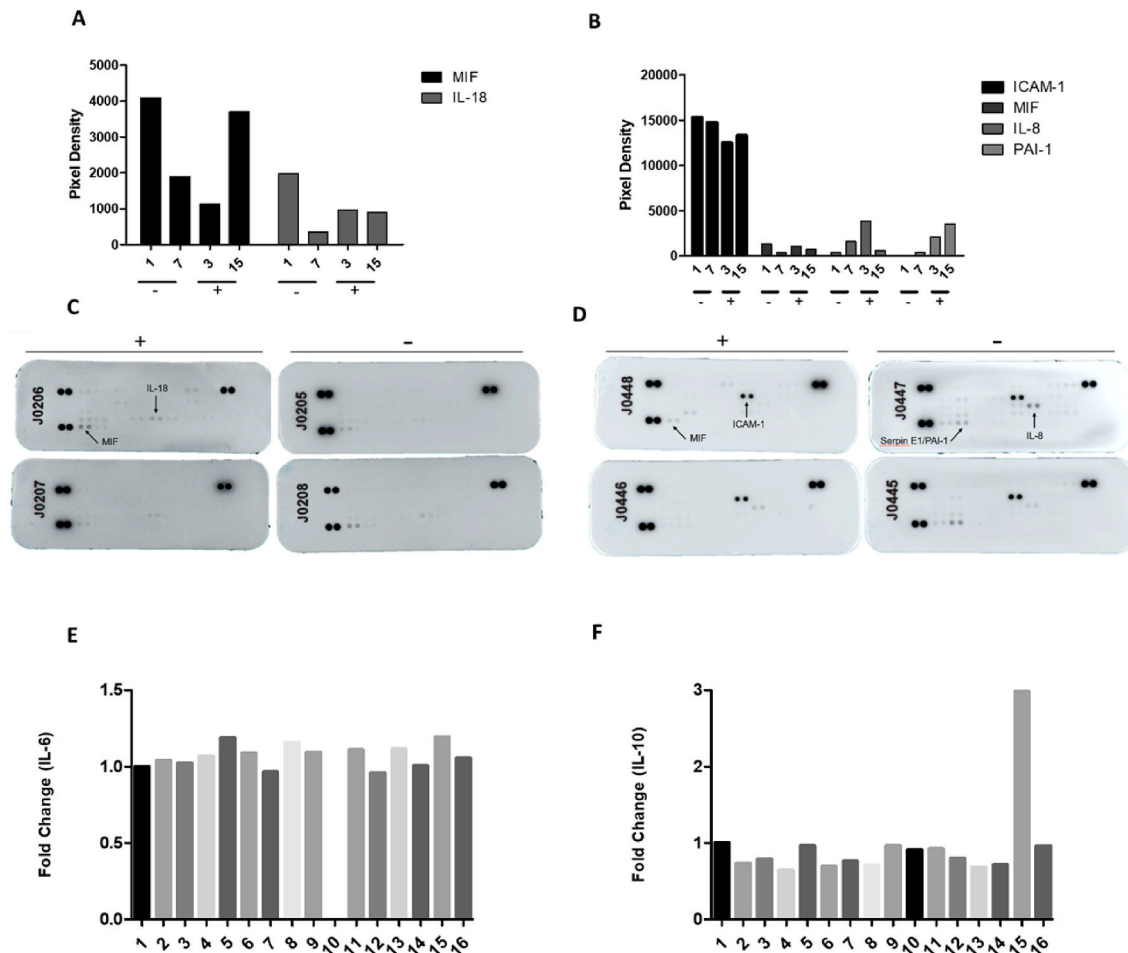 A
5000
4000
3000
2000
1000
0
Pixel Density
MIF
IL-18
1 7 3 15 1 7 3 15
- + - +
B
20000
15000
10000
5000
0
Pixel Density
ICAM-1
MIF
IL-8
PAI-1
1 7 3 15 1 7 3 15 1 7 3 15 1 7 3 15
- + - + - + - +
C
+ -
J0206
IL-18
MIF
J0205
J0207
J0208
D
+ -
J0448
ICAM-1
MIF
J0447
Serpin E1/PAI-1
IL-8
J0446
J0445
E
1.5
1.0
0.5
0.0
Fold Change (IL-6)
1 2 3 4 5 6 7 8 9 10 11 12 13 14 15 16
F
3
2
1
0
Fold Change (IL-10)
1 2 3 4 5 6 7 8 9 10 11 12 13 14 15 16